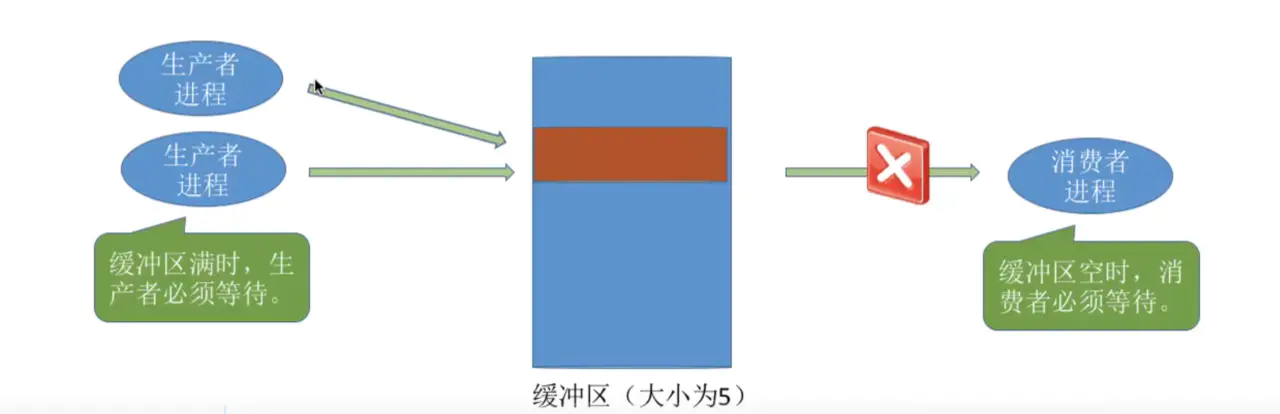 生产者
进程
生产者
进程
缓冲区满时，生
产者必须等待。
消费者
进程
缓冲区空时，消
费者必须等待。
缓冲区（大小为5）